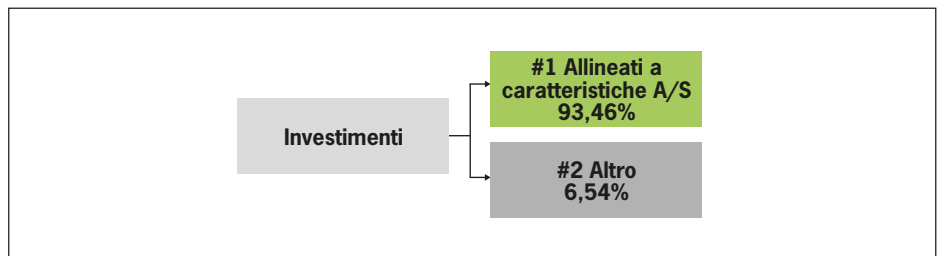 Investimenti
#1 Allineati a
caratteristiche A/S
93,46%
#2 Altro
6,54%